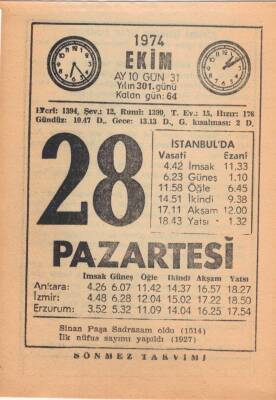 1974
EKİM
AY 10 GÜN 31
Yılın 301. günü
Kalan gün: 64
Hicri: 1394, Şev.: 12, Rumi: 1390, T. Ev.: 15, Hızır: 176
Gündüz: 10.47 D., Gece: 13.13 D., G. kısalması: 2 D.
28
İSTANBUL'DA
Vasati Ezani
4.42 İmsak 11.33
6.23 Güneş 1.10
11.58 Öğle 6.45
14.51 İkindi 9.38
17.11 Akşam 12.00
18.43 Yatsı 1.32
PAZARTESİ
İmsak Güneş Öğle İkindi Akşam Yatsı
Ankara: 4.26 6.07 11.42 14.37 16.57 18.27
İzmir: 4.48 6.28 12.04 15.02 17.22 18.50
Erzurum: 3.52 5.32 11.09 14.04 16.25 17.54
Sinan Paşa Sadrazam oldu (1514)
İlk nüfus sayımı yapıldı (1927)
SÖNMEZ TAKVİMİ